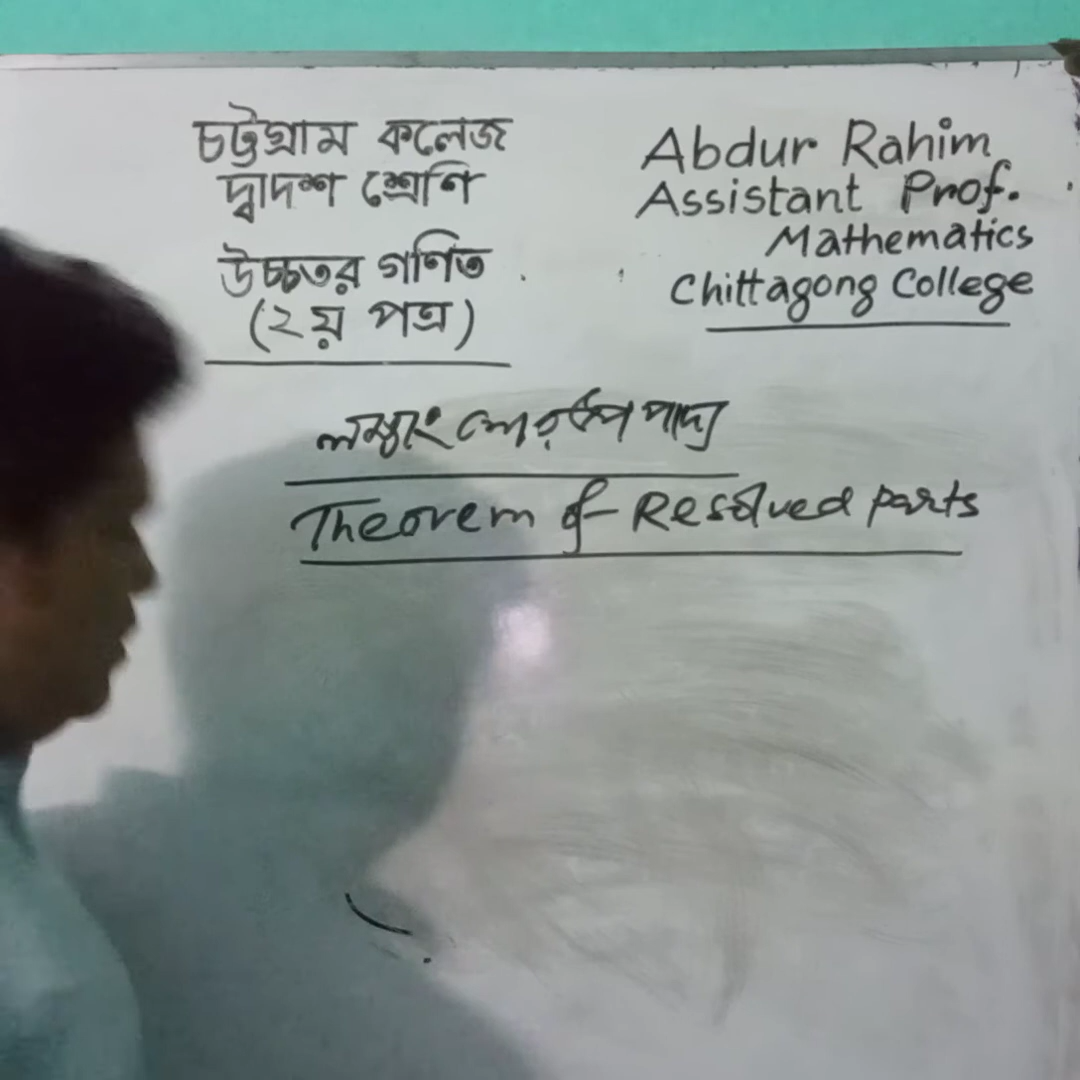 চট্টগ্রাম কলেজ
দ্বাদশ শ্রেণি
উচ্চতর গণিত
(২য় পত্র)
Abdur Rahim
Assistant Prof.
Mathematics
Chittagong College
লম্বাংশের উপপাদ্য
Theorem of Resolved parts